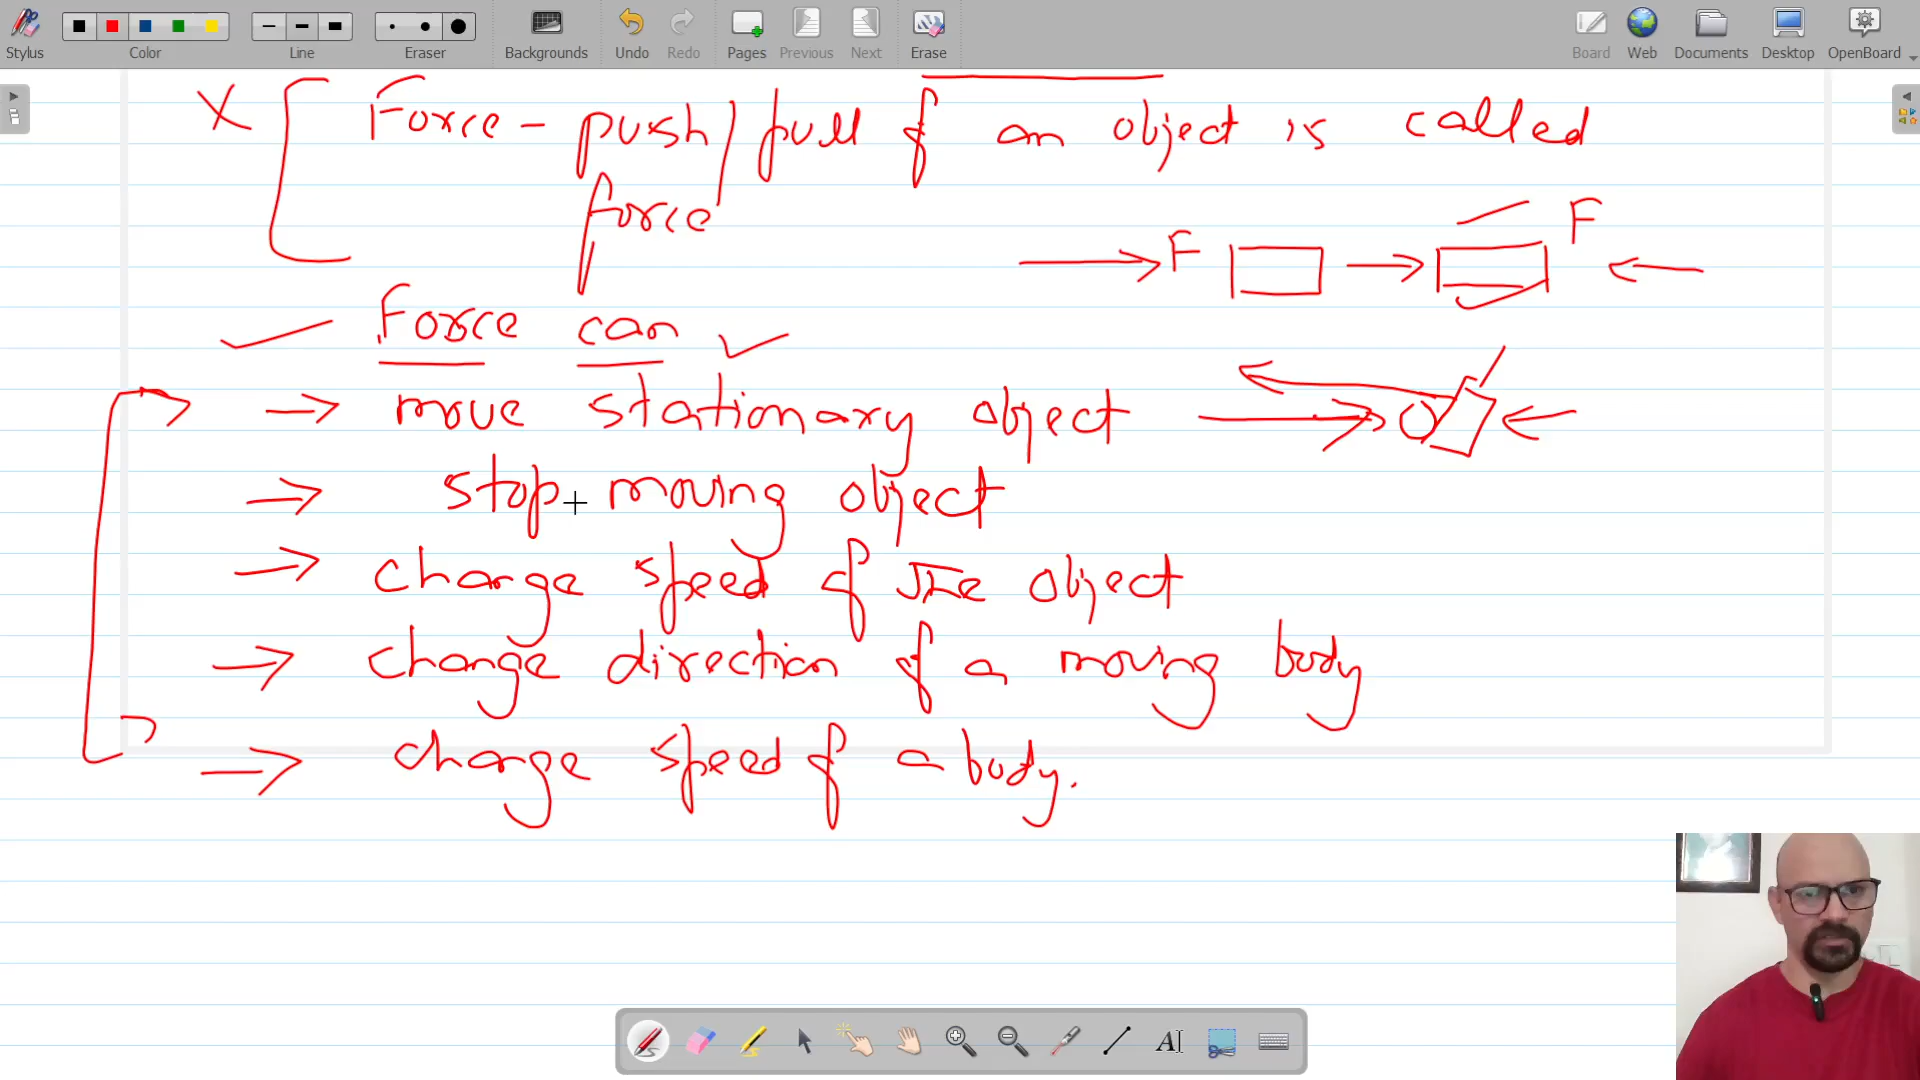 Stylus
Color
Line
Eraser
Backgrounds
Undo
Redo
Pages
Previous
Next
Erase
Board
Web
Documents
Desktop
OpenBoard
X Force - push/pull of an object is called
force
F
F
Force can
→ move stationary object
→ stop moving object
→ change speed of the object
→ change direction of a moving body
→ change speed of a body.
AI